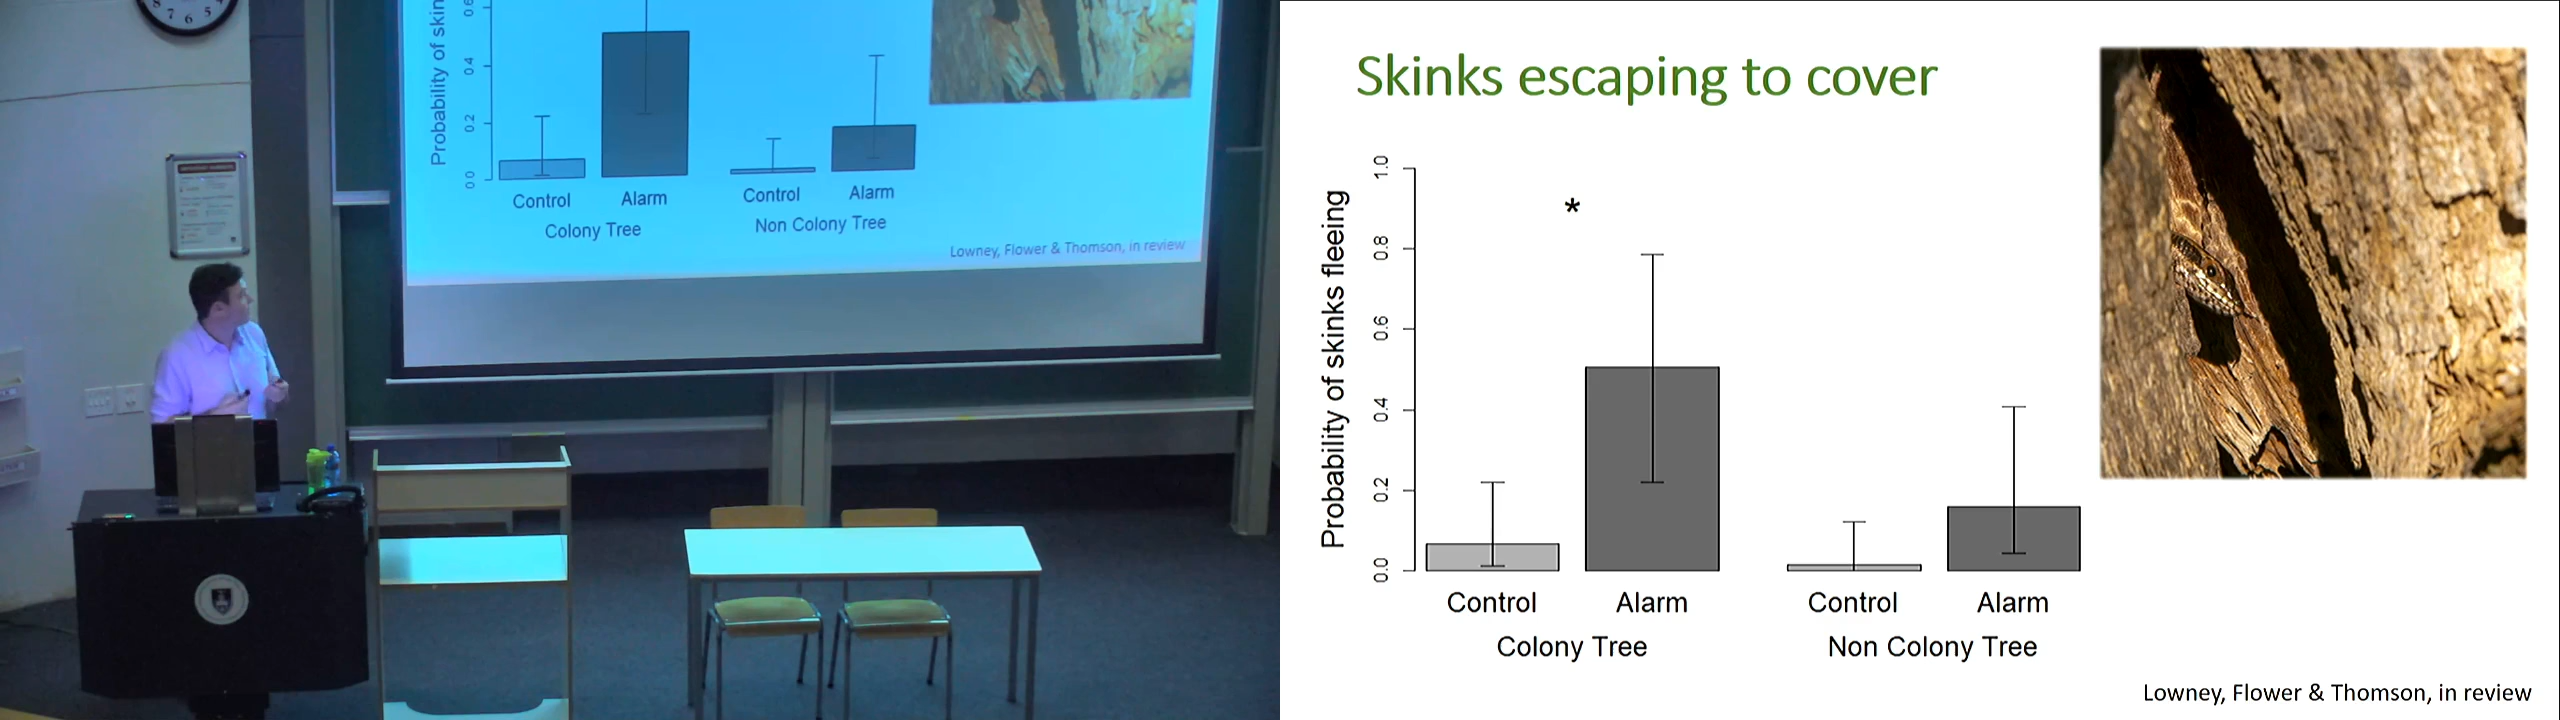 7 6 5
Probability of skin
0.6
0.4
0.2
0.0
Control
Alarm
Control
Alarm
Colony Tree
Non Colony Tree
Lowney, Flower & Thomson, in review
Skinks escaping to cover
Probability of skinks fleeing
1.0
0.8
0.6
0.4
0.2
0.0
*
Control
Alarm
Control
Alarm
Colony Tree
Non Colony Tree
Lowney, Flower & Thomson, in review